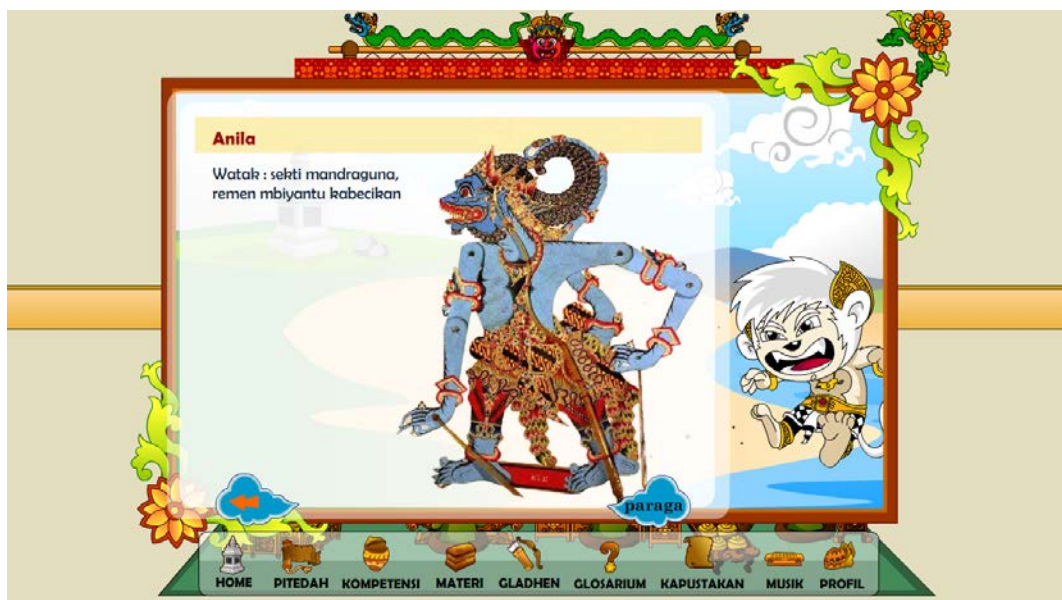 X
Anila
Watak : sekti mandraguna,
remen mbiyantu kabecikan
paraga
HOME PITEDAH KOMPETENSI MATERI GLADHEN GLOSARIUM KAPUSTAKAN MUSIK PROFIL